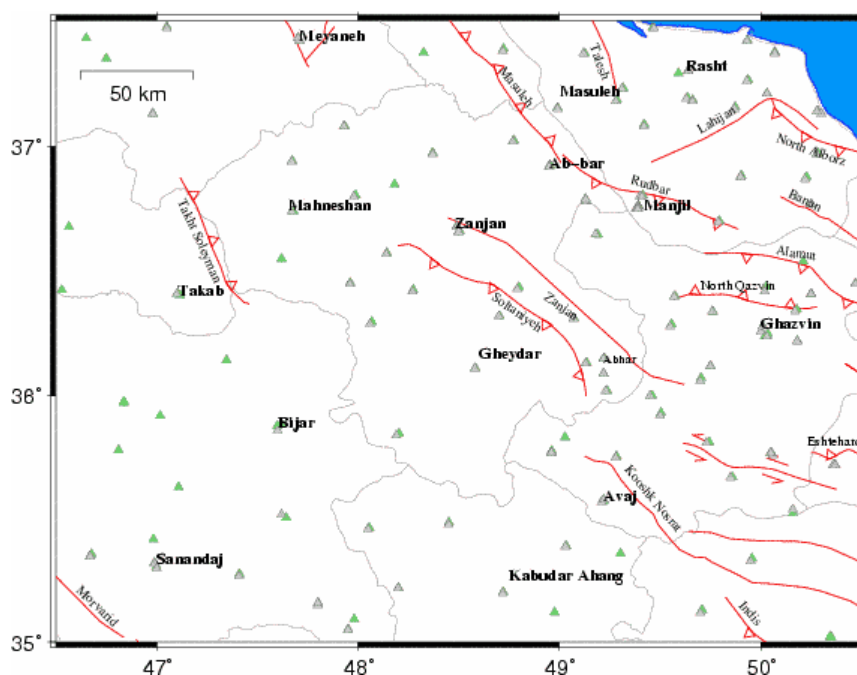 Meyaneh
Talesh
Rasht
50 km
Masuleh
Masuleh
Lahijan
37°
North Alborz
Ab-bar
Rudbar
Takht Soleyman
Mahneshan
Manjil
Banan
Zanjan
Alamut
Takab
North Qazvin
Soltaniyeh
Zanjan
Ghazvin
Gheydar
Abhar
36°
Bijar
Eshtehard
Kooshk Nosrat
Avaj
Sanandaj
Kabudar Ahang
Morvarid
Indis
35°
47°
48°
49°
50°